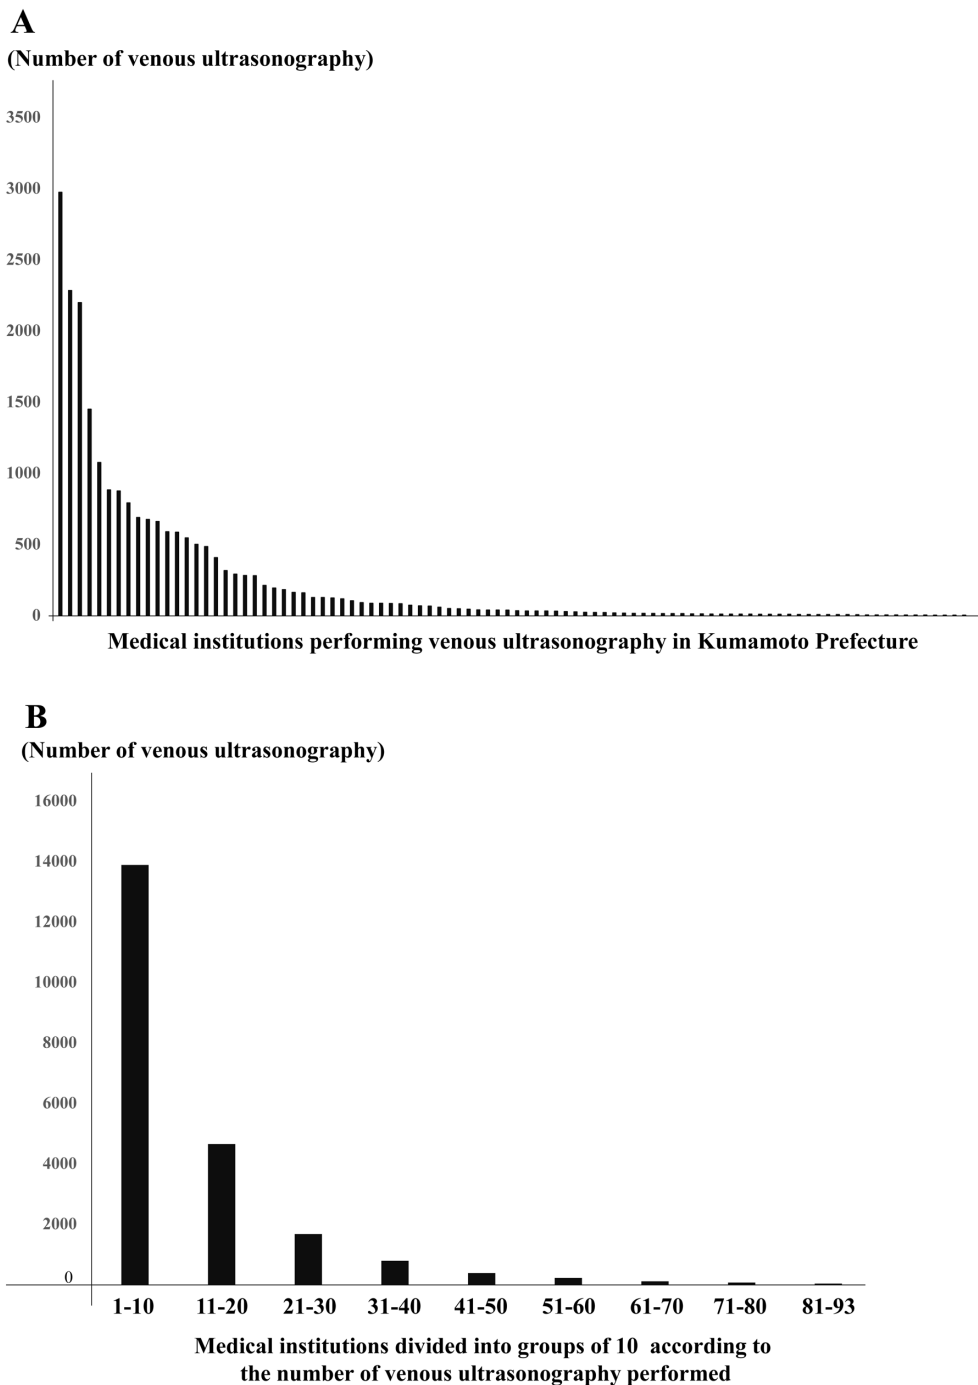 A
(Number of venous ultrasonography)
3500
3000
2500
2000
1500
1000
500
0
Medical institutions performing venous ultrasonography in Kumamoto Prefecture
B
(Number of venous ultrasonography)
16000
14000
12000
10000
8000
6000
4000
2000
0
1-10 11-20 21-30 31-40 41-50 51-60 61-70 71-80 81-93
Medical institutions divided into groups of 10 according to
the number of venous ultrasonography performed